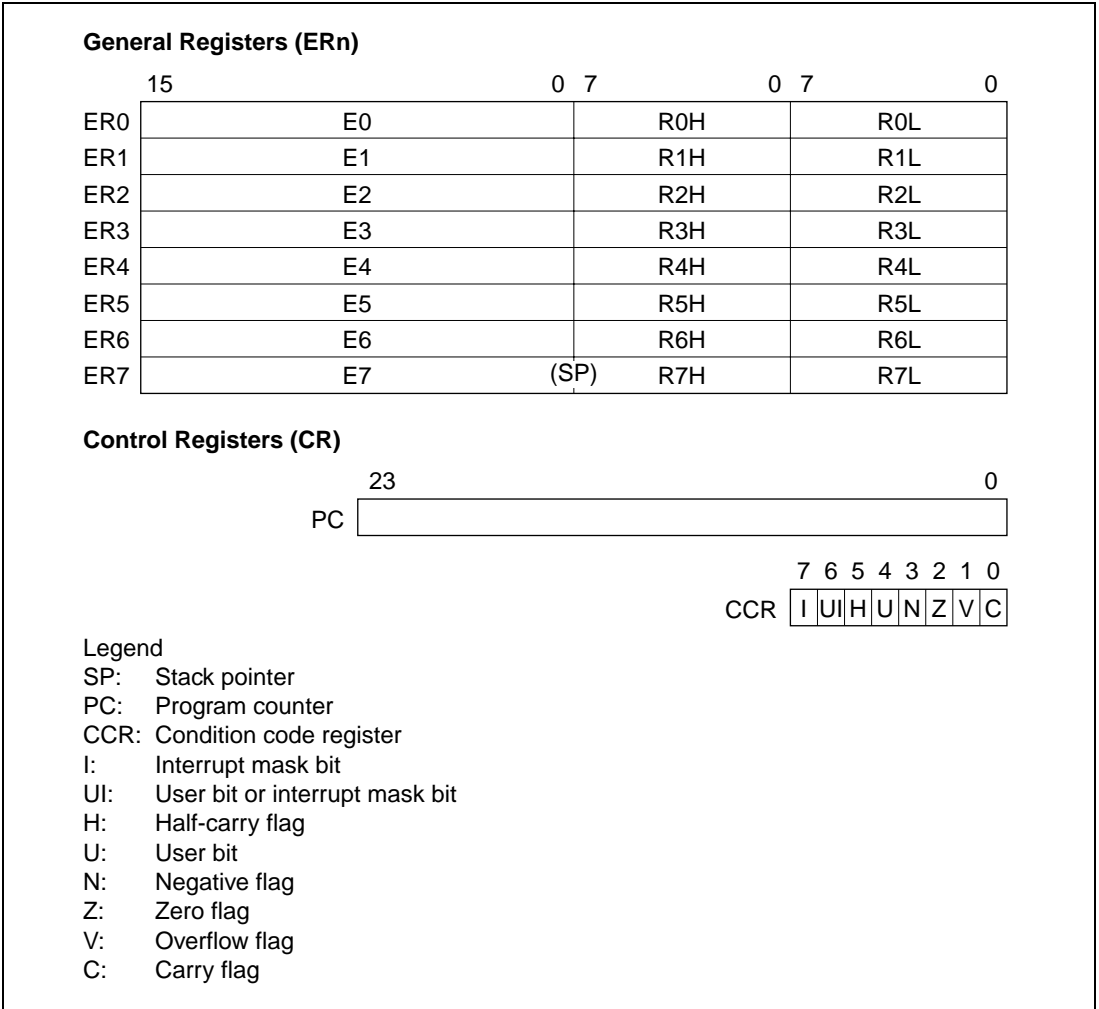 General Registers (ERn)
15 0 7 0 7 0
ER0 E0 R0H R0L
ER1 E1 R1H R1L
ER2 E2 R2H R2L
ER3 E3 R3H R3L
ER4 E4 R4H R4L
ER5 E5 R5H R5L
ER6 E6 R6H R6L
ER7 E7 (SP) R7H R7L
Control Registers (CR)
23 0
PC
7 6 5 4 3 2 1 0
CCR I UI H U N Z V C
Legend
SP: Stack pointer
PC: Program counter
CCR: Condition code register
I: Interrupt mask bit
UI: User bit or interrupt mask bit
H: Half-carry flag
U: User bit
N: Negative flag
Z: Zero flag
V: Overflow flag
C: Carry flag